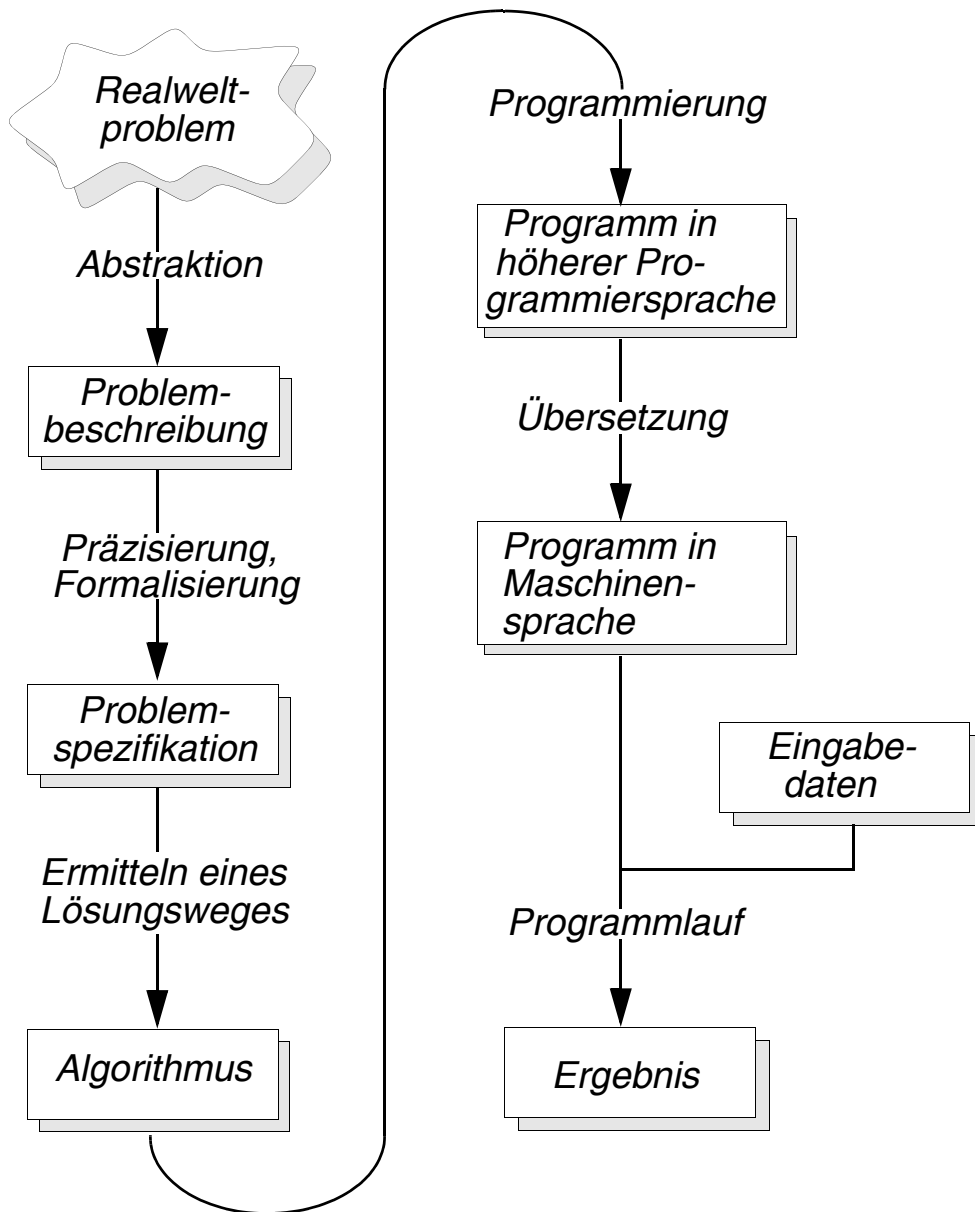 Realwelt-
problem
Abstraktion
Problem-
beschreibung
Präzisierung,
Formalisierung
Problem-
spezifikation
Ermitteln eines
Lösungsweges
Algorithmus
Programmierung
Programm in
höherer Pro-
grammiersprache
Übersetzung
Programm in
Maschinen-
sprache
Eingabe-
daten
Programmlauf
Ergebnis